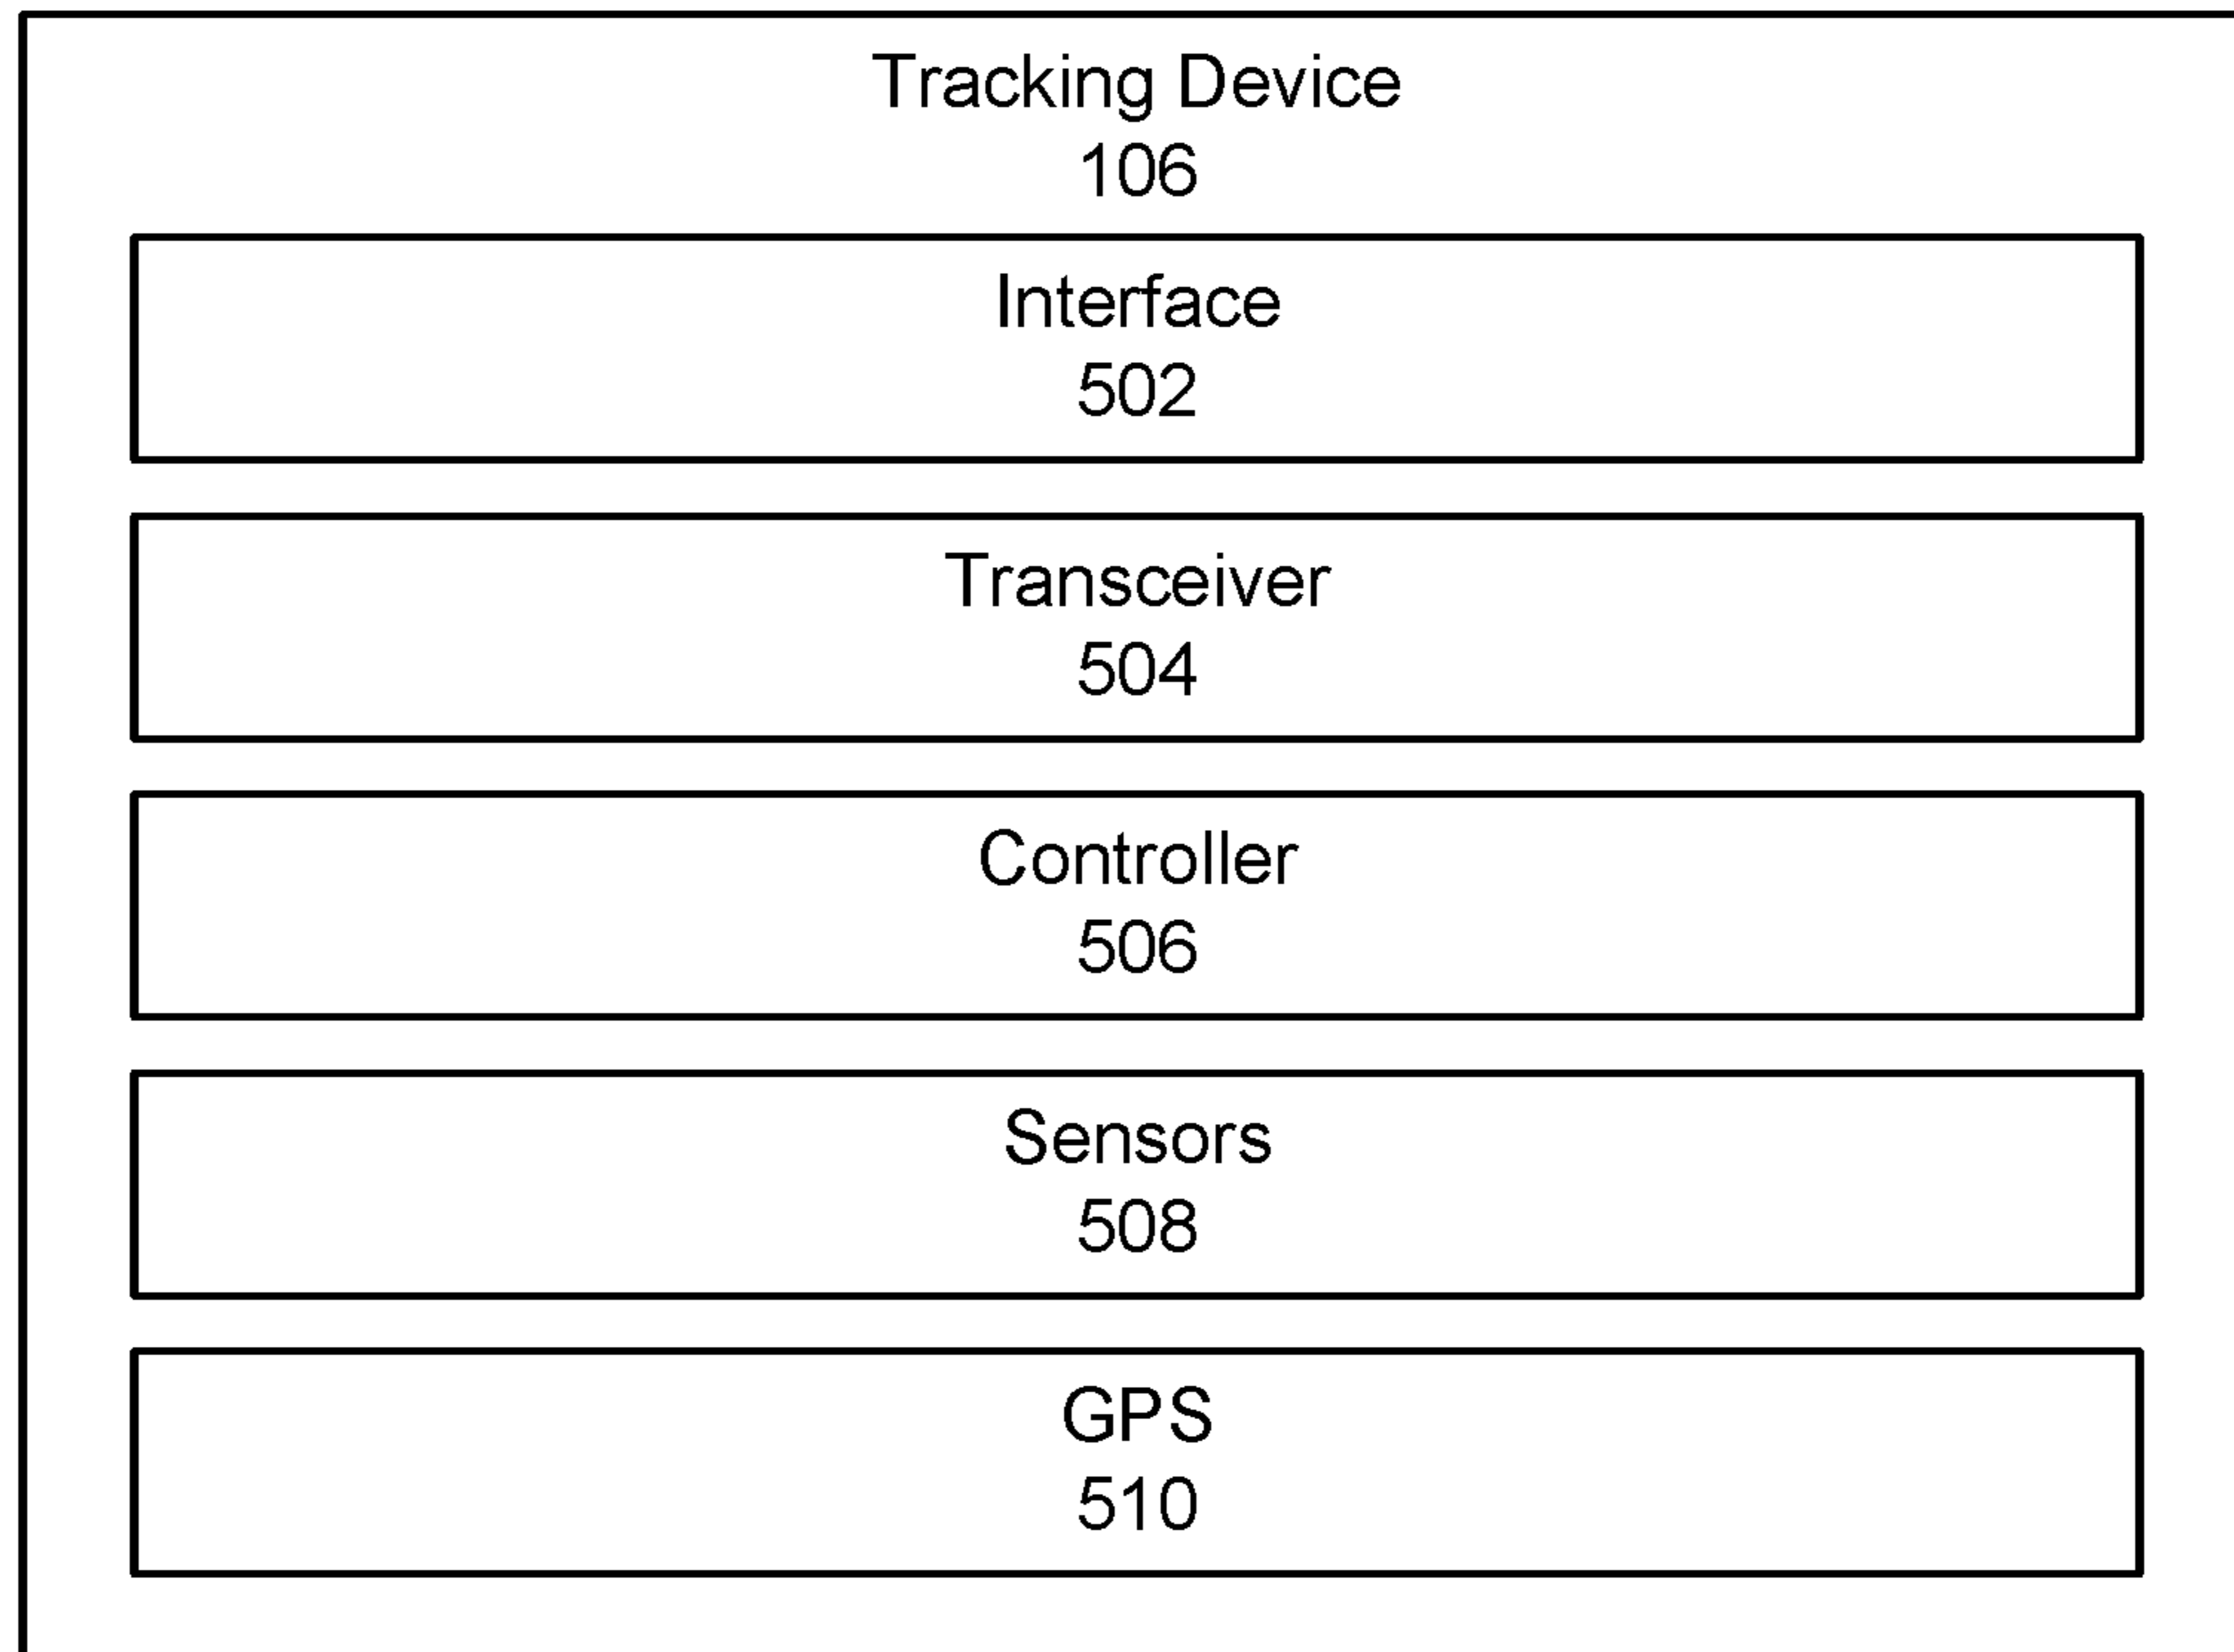 Tracking Device
106
Interface
502
Transceiver
504
Controller
506
Sensors
508
GPS
510